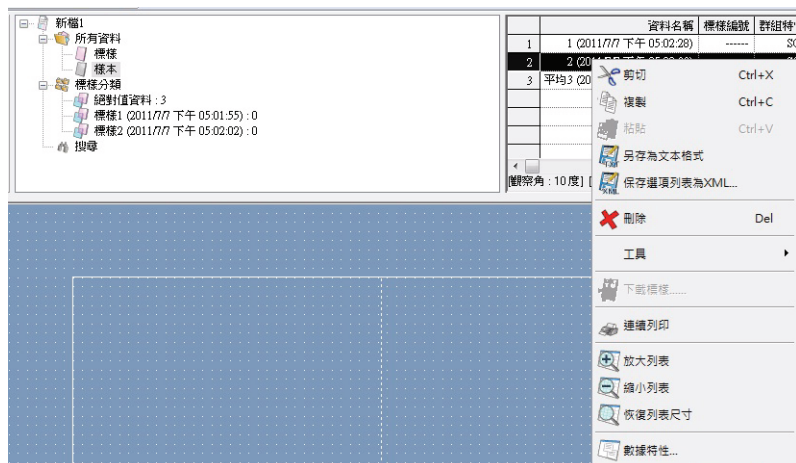 新檔1
所有資料
標樣
樣本
標樣分類
絕對值資料 : 3
標樣1 (2011/7/7 下午 05:01:55) : 0
標樣2 (2011/7/7 下午 05:02:02) : 0
搜尋
資料名稱 標樣編號 群組特
1 1 (2011/7/7 下午 05:02:28) ------
2 2 (20
3 平均3 (20
[觀察角 : 10 度] [
剪切 Ctrl+X
複製 Ctrl+C
粘貼 Ctrl+V
另存為文本格式
保存選項列表為XML...
刪除 Del
工具
下載標樣......
連續列印
放大列表
縮小列表
恢復列表尺寸
數據特性...